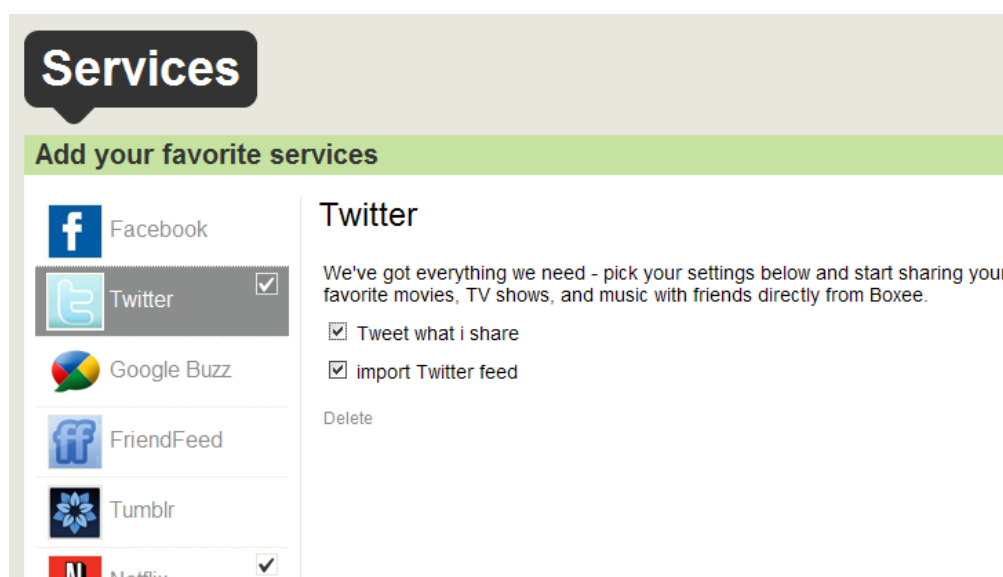 Services
Add your favorite services
Facebook
Twitter
Google Buzz
FriendFeed
Tumblr
Netflix
Twitter
We've got everything we need - pick your settings below and start sharing your
favorite movies, TV shows, and music with friends directly from Boxee.
Tweet what i share
import Twitter feed
Delete